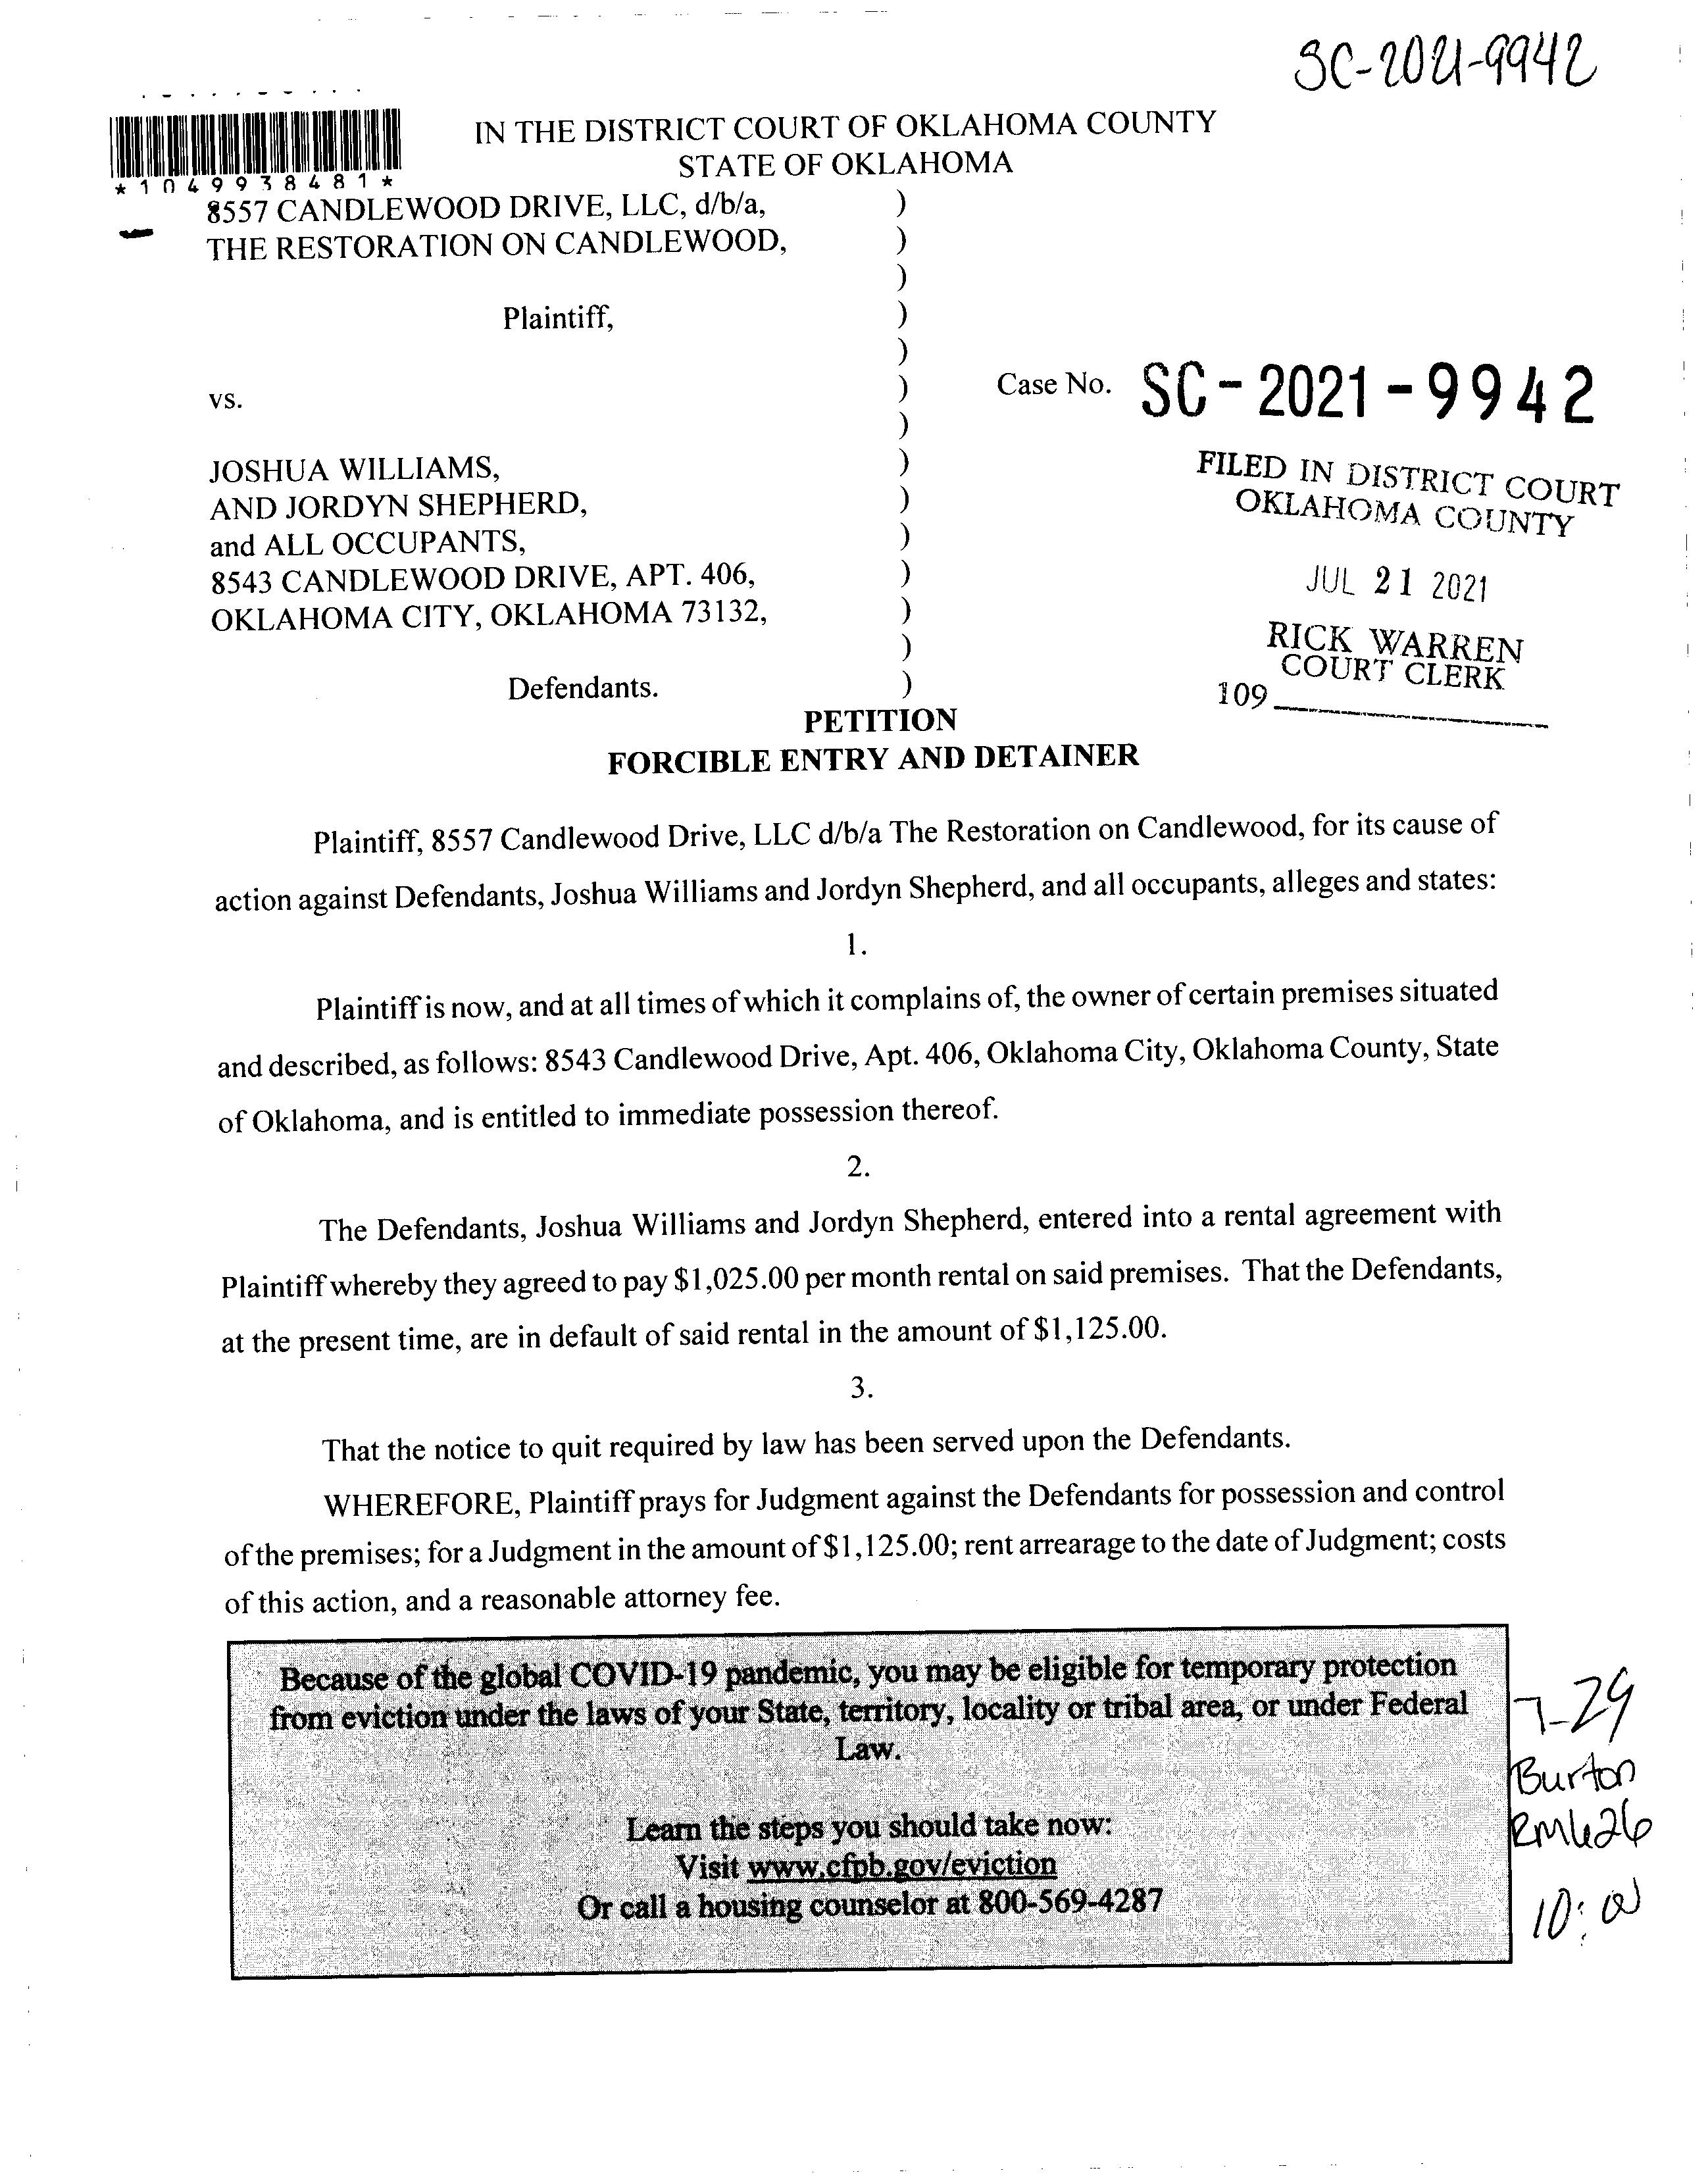 SC-2021-9942
IN THE DISTRICT COURT OF OKLAHOMA COUNTY
STATE OF OKLAHOMA
*1049938481*
8557 CANDLEWOOD DRIVE, LLC, d/b/a, )
THE RESTORATION ON CANDLEWOOD, )
)
Plaintiff, )
)
vs. )
Case No. SC-2021-9942
)
JOSHUA WILLIAMS, )
AND JORDYN SHEPHERD, )
and ALL OCCUPANTS, )
8543 CANDLEWOOD DRIVE, APT. 406, )
OKLAHOMA CITY, OKLAHOMA 73132, )
)
Defendants. )
FILED IN DISTRICT COURT
OKLAHOMA COUNTY
JUL 21 2021
RICK WARREN
COURT CLERK
109
PETITION
FORCIBLE ENTRY AND DETAINER
Plaintiff, 8557 Candlewood Drive, LLC d/b/a The Restoration on Candlewood, for its cause of
action against Defendants, Joshua Williams and Jordyn Shepherd, and all occupants, alleges and states:
1.
Plaintiff is now, and at all times of which it complains of, the owner of certain premises situated
and described, as follows: 8543 Candlewood Drive, Apt. 406, Oklahoma City, Oklahoma County, State
of Oklahoma, and is entitled to immediate possession thereof.
2.
The Defendants, Joshua Williams and Jordyn Shepherd, entered into a rental agreement with
Plaintiff whereby they agreed to pay $1,025.00 per month rental on said premises. That the Defendants,
at the present time, are in default of said rental in the amount of $1,125.00.
3.
That the notice to quit required by law has been served upon the Defendants.
WHEREFORE, Plaintiff prays for Judgment against the Defendants for possession and control
of the premises; for a Judgment in the amount of $1,125.00; rent arrearage to the date of Judgment; costs
of this action, and a reasonable attorney fee.
Because of the global COVID-19 pandemic, you may be eligible for temporary protection
from eviction under the laws of your State, territory, locality or tribal area, or under Federal
Law.
Learn the steps you should take now:
Visit www.cfpb.gov/eviction
Or call a housing counselor at 800-569-4287
7-29
Burton
Rm 626
10:00